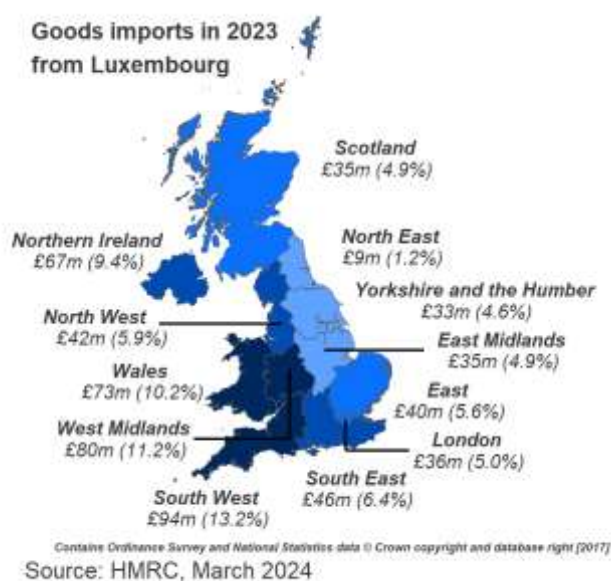 Goods imports in 2023
from Luxembourg
Scotland
£35m (4.9%)
Northern Ireland
£67m (9.4%)
North East
£9m (1.2%)
Yorkshire and the Humber
£33m (4.6%)
North West
£42m (5.9%)
East Midlands
£35m (4.9%)
Wales
£73m (10.2%)
East
£40m (5.6%)
West Midlands
£80m (11.2%)
London
£36m (5.0%)
South East
£46m (6.4%)
South West
£94m (13.2%)
Contains Ordinance Survey and National Statistics data © Crown copyright and database right [2017]
Source: HMRC, March 2024